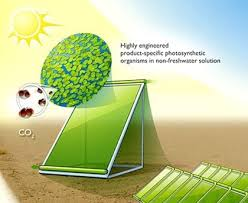 Highly engineered
product-specific photosynthetic
organisms in non-freshwater solution
CO₂